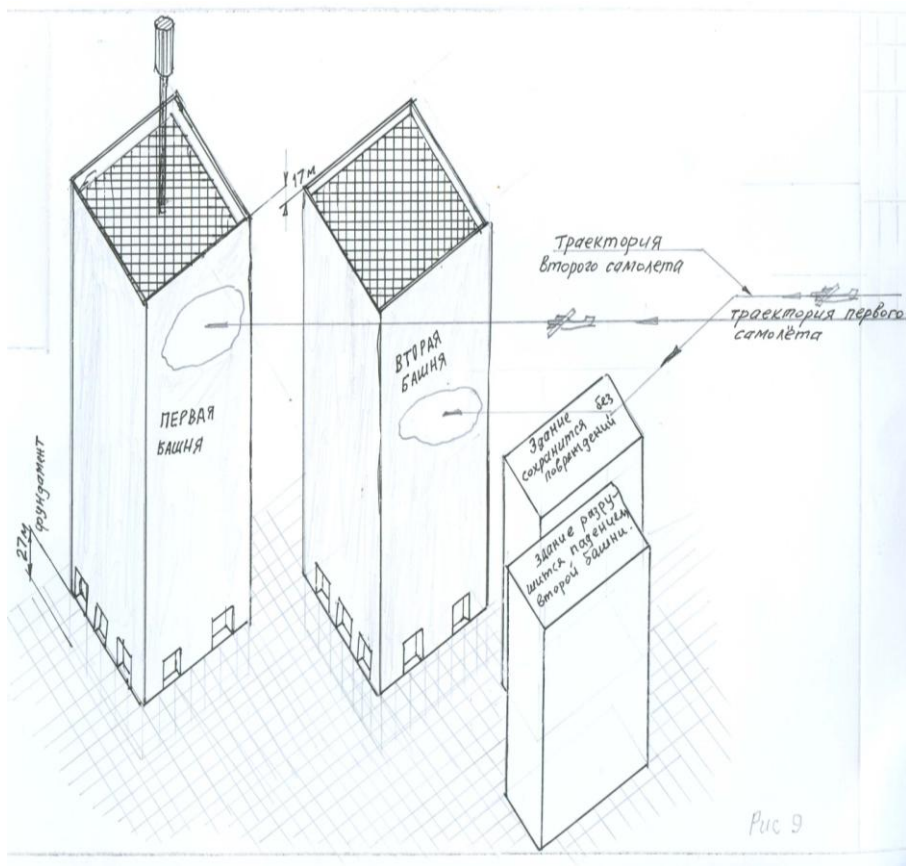 17м
Траектория
второго самолета
траектория первого
самолёта
ВТОРАЯ
БАШНЯ
ПЕРВАЯ
БАШНЯ
Здание
сохранится без
повреждений
Здание разру-
шится падением
второй башни.
фундамент
27м
Рис 9